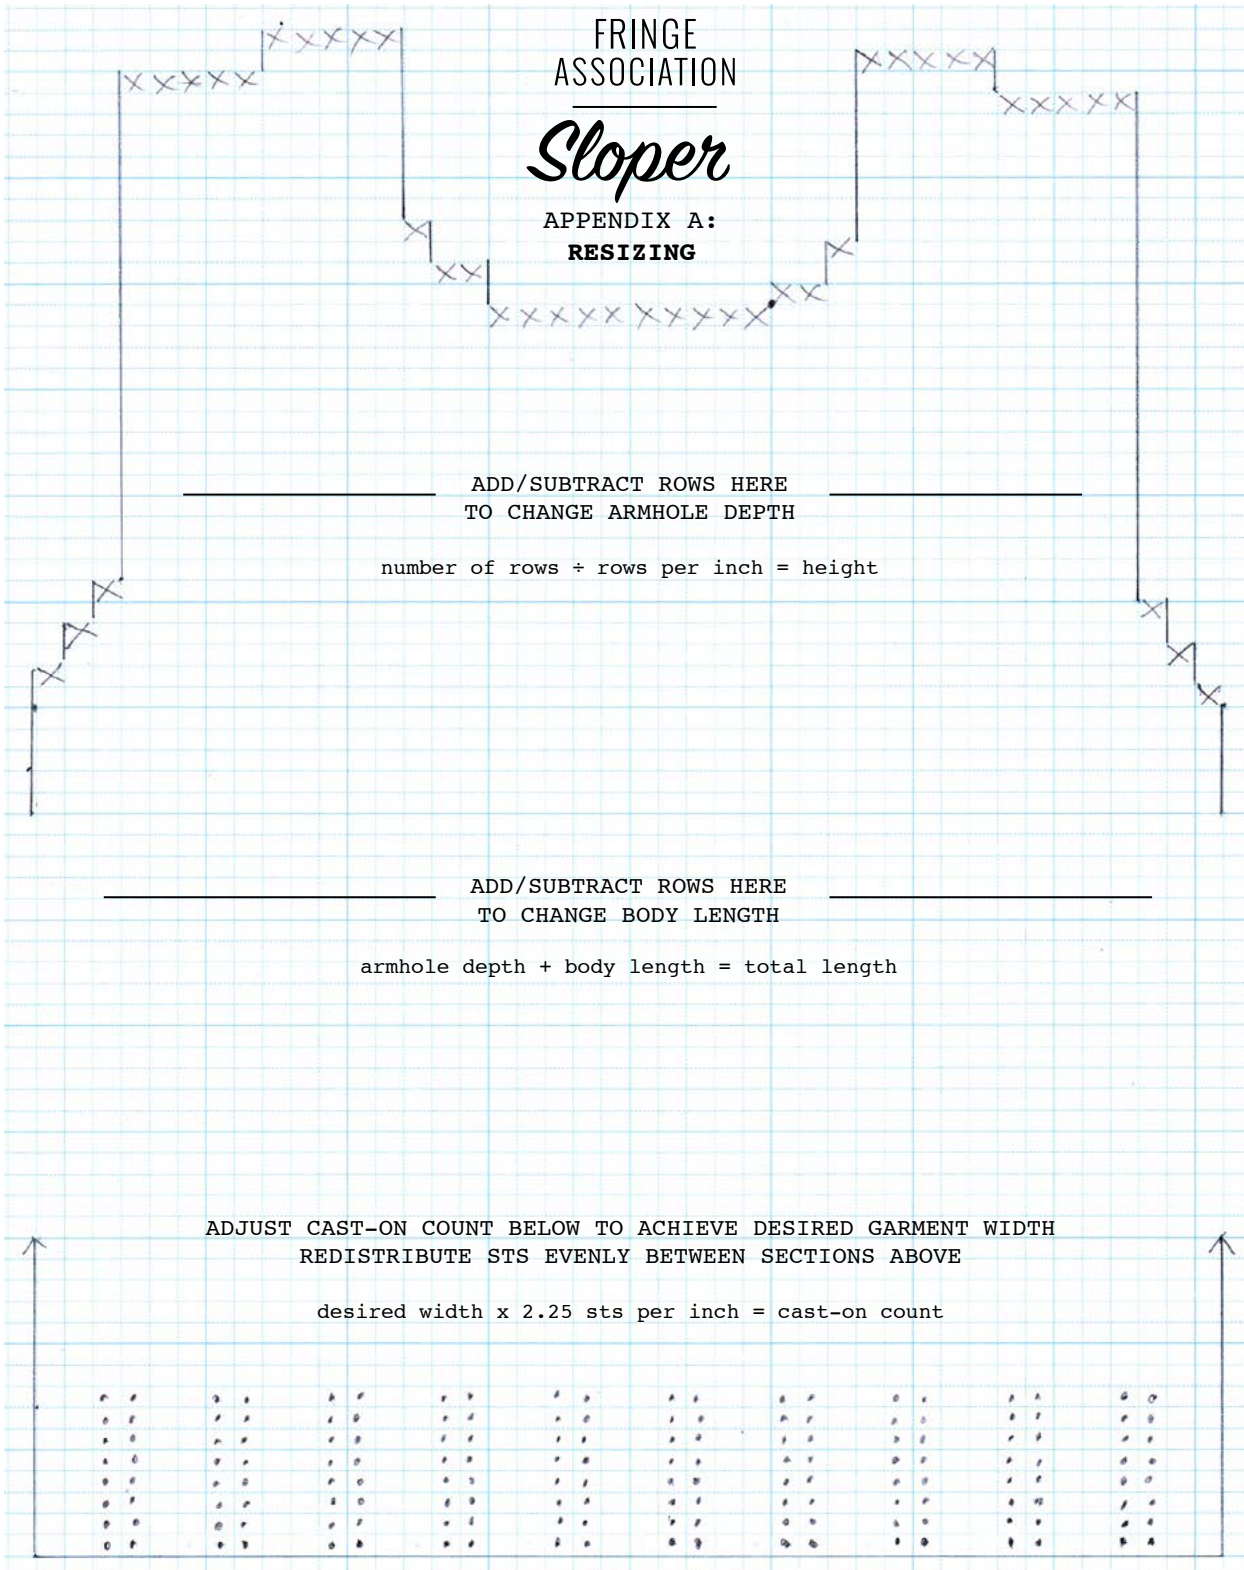 FRINGE
ASSOCIATION
Sloper
APPENDIX A:
RESIZING
ADD/SUBTRACT ROWS HERE
TO CHANGE ARMHOLE DEPTH
number of rows ÷ rows per inch = height
ADD/SUBTRACT ROWS HERE
TO CHANGE BODY LENGTH
armhole depth + body length = total length
ADJUST CAST-ON COUNT BELOW TO ACHIEVE DESIRED GARMENT WIDTH
REDISTRIBUTE STS EVENLY BETWEEN SECTIONS ABOVE
desired width x 2.25 sts per inch = cast-on count